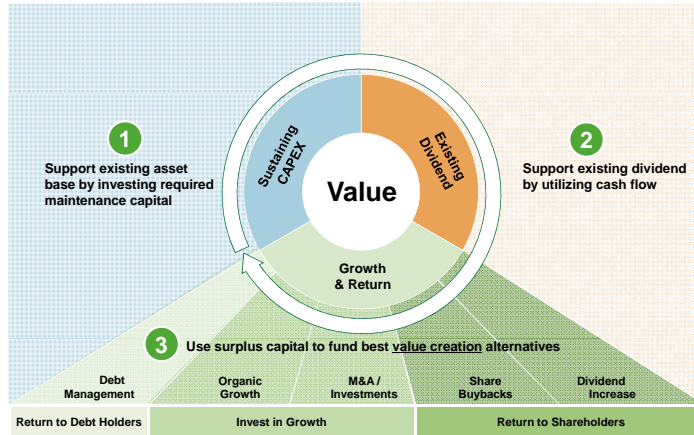 1
Support existing asset
base by investing required
maintenance capital
Sustaining
CAPEX
Existing
Dividend
Value
Growth
& Return
2
Support existing dividend
by utilizing cash flow
3
Use surplus capital to fund best value creation alternatives
Debt
Management
Organic
Growth
M&A /
Investments
Share
Buybacks
Dividend
Increase
Return to Debt Holders
Invest in Growth
Return to Shareholders